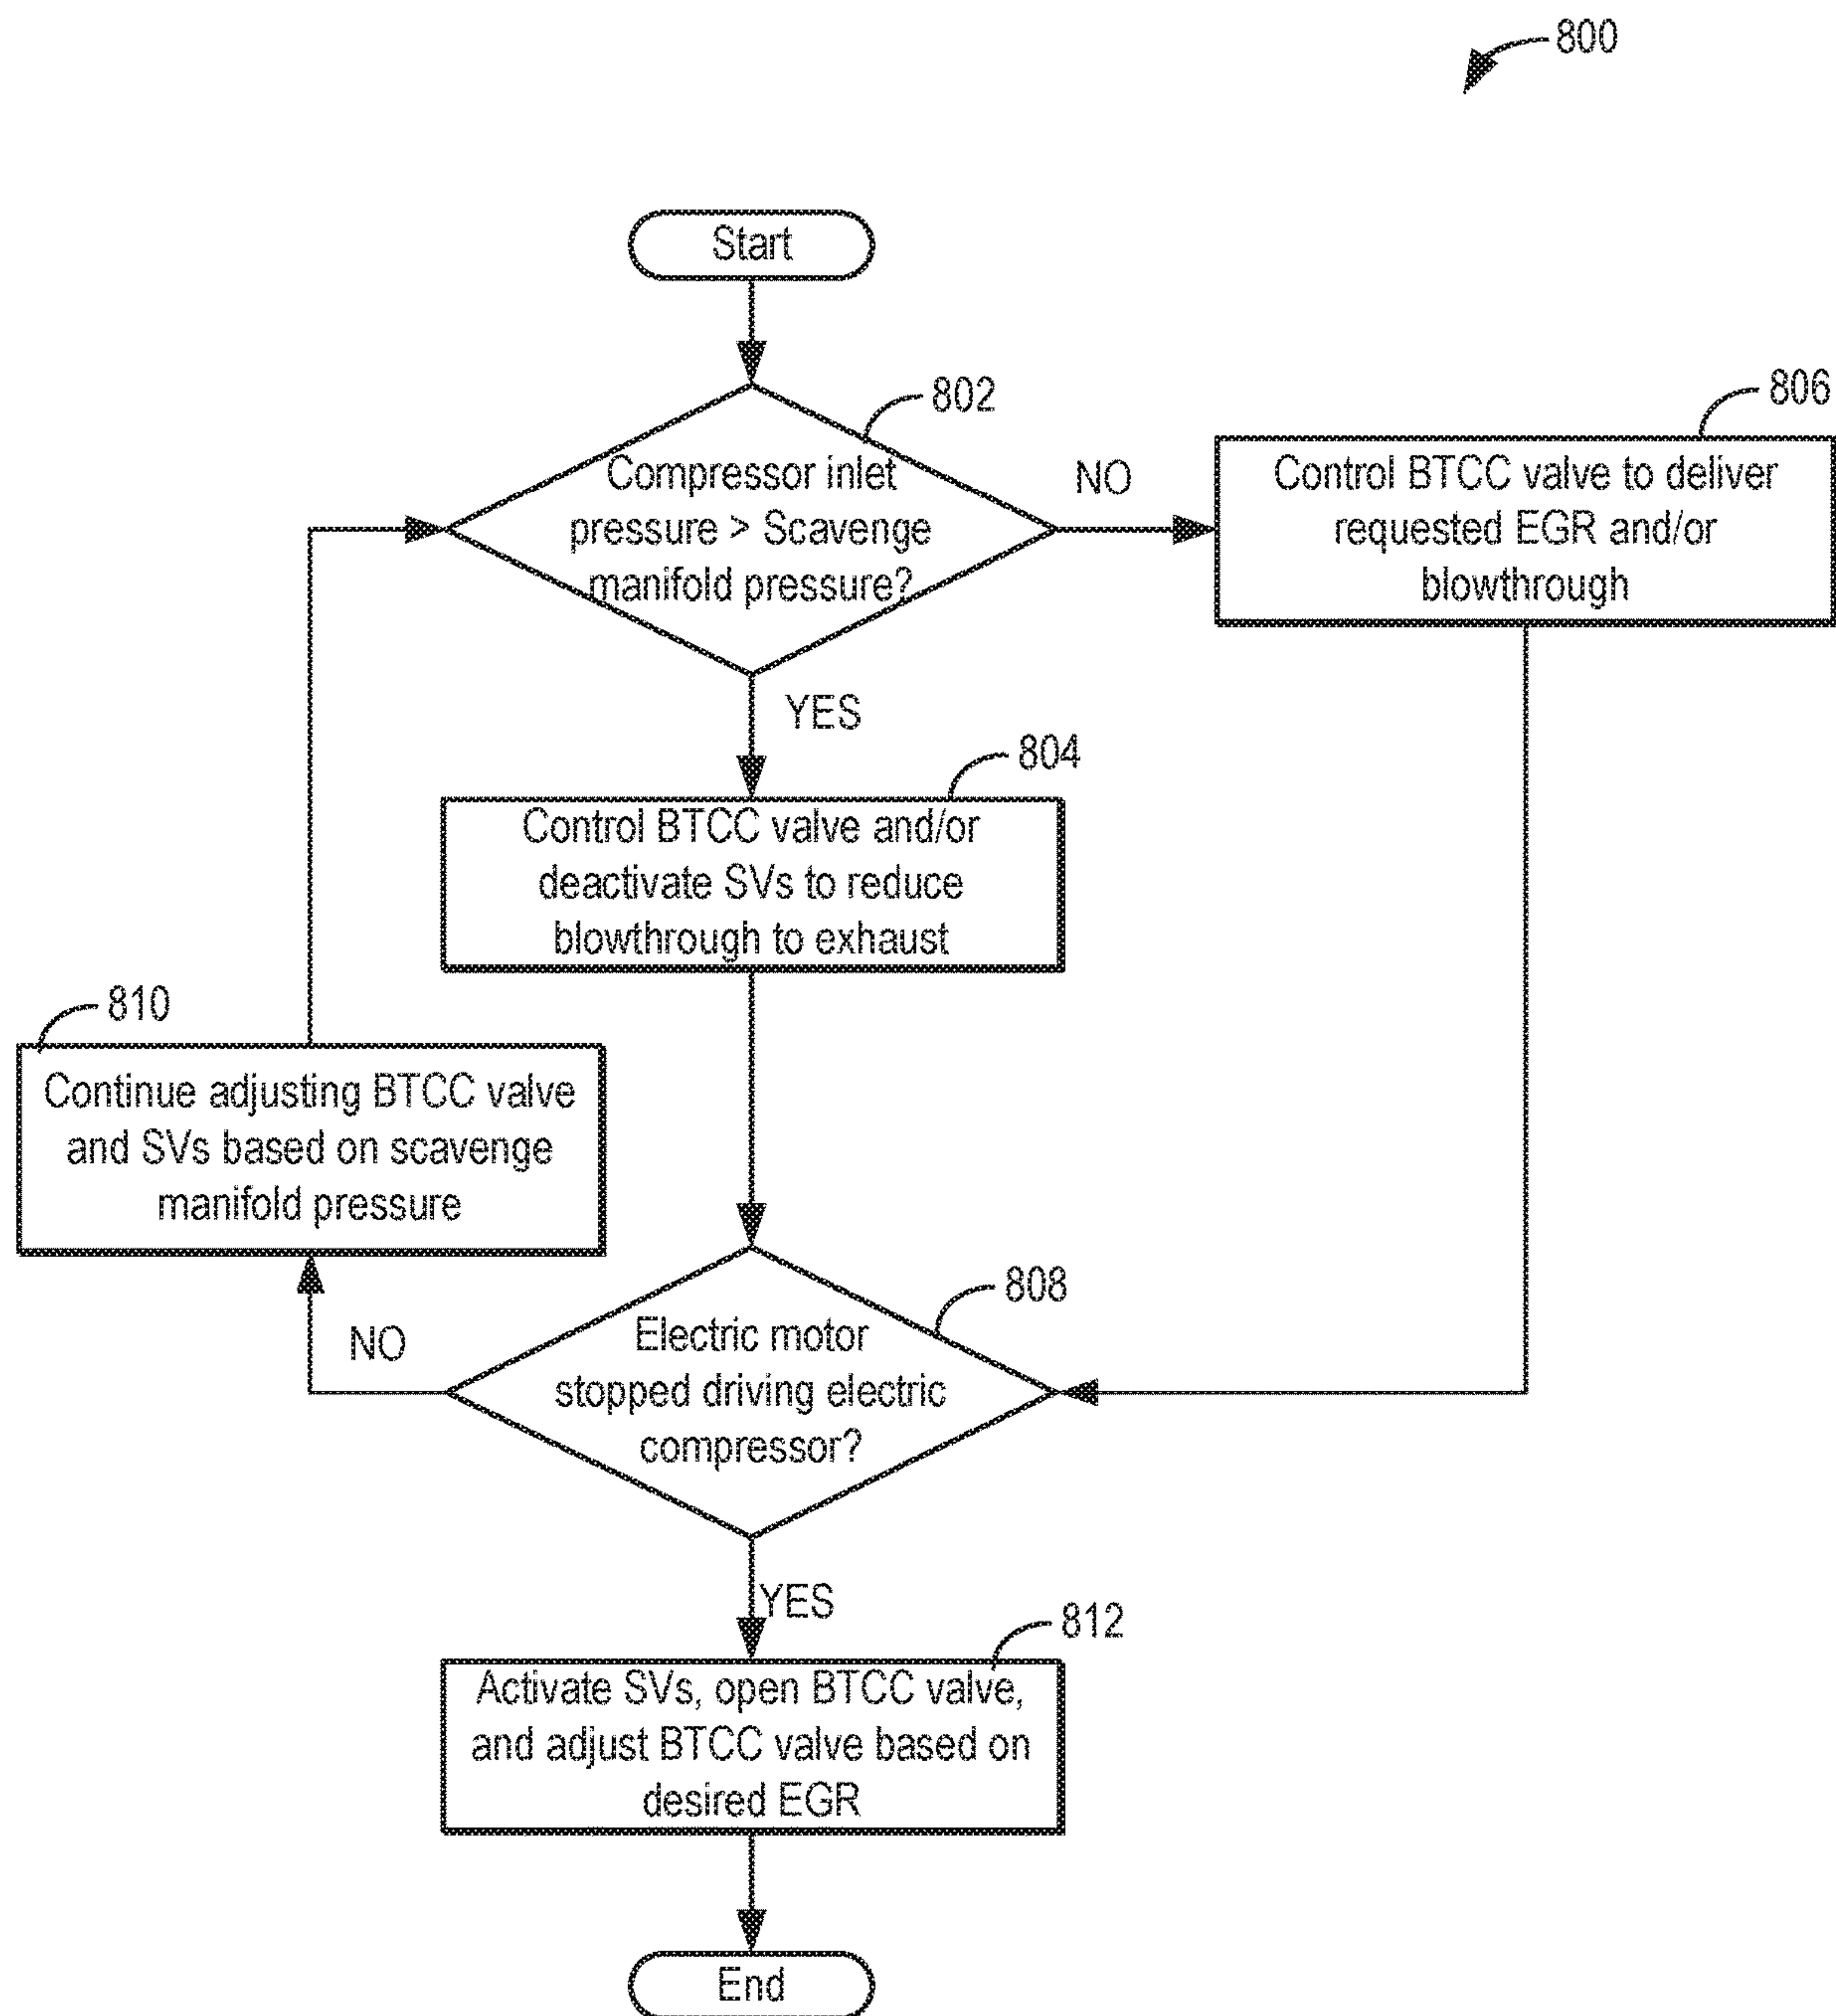 800
Start
802
Compressor inlet
pressure > Scavenge
manifold pressure?
NO
806
Control BTCC valve to deliver
requested EGR and/or
blowthrough
YES
804
Control BTCC valve and/or
deactivate SVs to reduce
blowthrough to exhaust
810
Continue adjusting BTCC valve
and SVs based on scavenge
manifold pressure
808
Electric motor
stopped driving electric
compressor?
NO
YES
812
Activate SVs, open BTCC valve,
and adjust BTCC valve based on
desired EGR
End